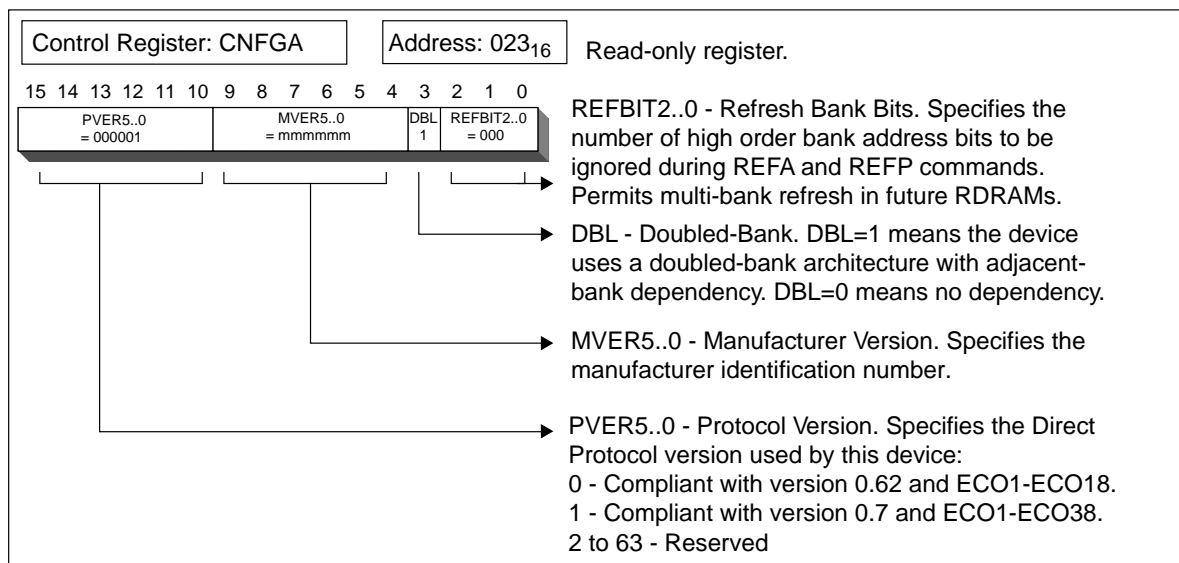 Control Register: CNFGA
Address: 023₁₆
Read-only register.
15 14 13 12 11 10 9 8 7 6 5 4 3 2 1 0
PVER5..0
= 000001
MVER5..0
= mmmmmmm
DBL
1
REFBIT2..0
= 000
REFBIT2..0 - Refresh Bank Bits. Specifies the
number of high order bank address bits to be
ignored during REFA and REFP commands.
Permits multi-bank refresh in future RDRAMs.
DBL - Doubled-Bank. DBL=1 means the device
uses a doubled-bank architecture with adjacent-
bank dependency. DBL=0 means no dependency.
MVER5..0 - Manufacturer Version. Specifies the
manufacturer identification number.
PVER5..0 - Protocol Version. Specifies the Direct
Protocol version used by this device:
0 - Compliant with version 0.62 and ECO1-ECO18.
1 - Compliant with version 0.7 and ECO1-ECO38.
2 to 63 - Reserved